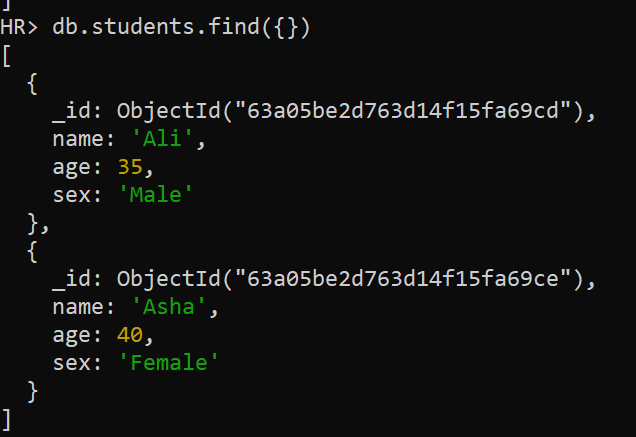 ]
HR> db.students.find({})
[
  {
    _id: ObjectId("63a05be2d763d14f15fa69cd"),
    name: 'Ali',
    age: 35,
    sex: 'Male'
  },
  {
    _id: ObjectId("63a05be2d763d14f15fa69ce"),
    name: 'Asha',
    age: 40,
    sex: 'Female'
  }
]